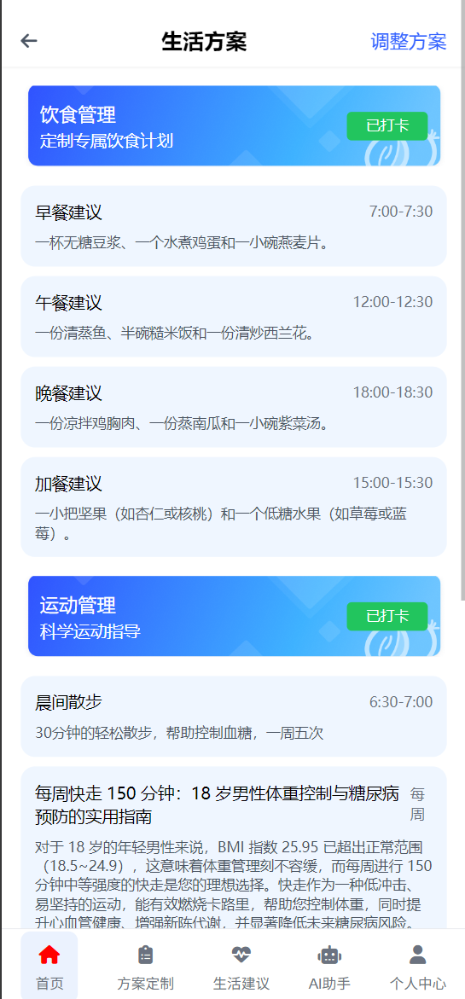 生活方案
调整方案
饮食管理
定制专属饮食计划
已打卡
早餐建议
7:00-7:30
一杯无糖豆浆、一个水煮鸡蛋和一小碗燕麦片。
午餐建议
12:00-12:30
一份清蒸鱼、半碗糙米饭和一份清炒西兰花。
晚餐建议
18:00-18:30
一份凉拌鸡胸肉、一份蒸南瓜和一小碗紫菜汤。
加餐建议
15:00-15:30
一小把坚果（如杏仁或核桃）和一个低糖水果（如草莓或蓝
莓）。
运动管理
科学运动指导
已打卡
晨间散步
6:30-7:00
30分钟的轻松散步，帮助控制血糖，一周五次
每周快走 150 分钟：18 岁男性体重控制与糖尿病
预防的实用指南
每
周
对于 18 岁的年轻男性来说，BMI 指数 25.95 已超出正常范围
（18.5~24.9），这意味着体重管理刻不容缓，而每周进行 150
分钟中等强度的快走是您的理想选择。快走作为一种低冲击、
易坚持的运动，能有效燃烧卡路里，帮助您控制体重，同时提
升心血管健康、增强新陈代谢，并显著降低未来糖尿病风险。
首页
方案定制
生活建议
AI助手
个人中心